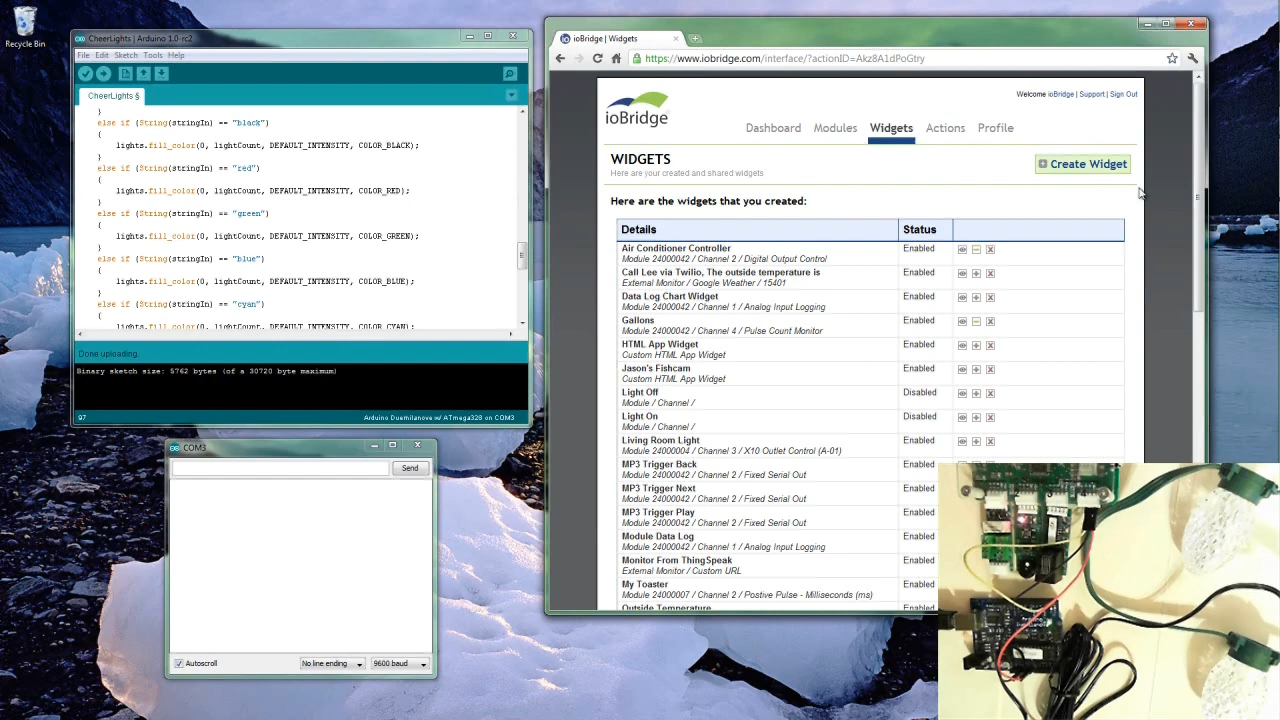 Recycle Bin
CheerLights | Arduino 1.0-rc2
File Edit Sketch Tools Help
CheerLights §
}
else if (String(stringIn) == "black")
{
lights.fill_color(0, lightCount, DEFAULT_INTENSITY, COLOR_BLACK);
}
else if (String(stringIn) == "red")
{
lights.fill_color(0, lightCount, DEFAULT_INTENSITY, COLOR_RED);
}
else if (String(stringIn) == "green")
{
lights.fill_color(0, lightCount, DEFAULT_INTENSITY, COLOR_GREEN);
}
else if (String(stringIn) == "blue")
{
lights.fill_color(0, lightCount, DEFAULT_INTENSITY, COLOR_BLUE);
}
else if (String(stringIn) == "cyan")
{
lights.fill_color(0, lightCount, DEFAULT_INTENSITY, COLOR_CYAN);
Done uploading.
Binary sketch size: 5762 bytes (of a 30720 byte maximum)
97
Arduino Duemilanove w/ ATmega328 on COM3
COM3
Send
Autoscroll
No line ending
9600 baud
ioBridge | Widgets
https://www.iobridge.com/interface/?actionID=Akz8A1dPoGtry
ioBridge
Welcome ioBridge | Support | Sign Out
Dashboard Modules Widgets Actions Profile
WIDGETS
Here are your created and shared widgets
Create Widget
Here are the widgets that you created:
Details Status
Air Conditioner Controller Enabled
Module 24000042 / Channel 2 / Digital Output Control
Call Lee via Twilio, The outside temperature is Enabled
External Monitor / Google Weather / 15401
Data Log Chart Widget Enabled
Module 24000042 / Channel 1 / Analog Input Logging
Gallons Enabled
Module 24000042 / Channel 4 / Pulse Count Monitor
HTML App Widget Enabled
Custom HTML App Widget
Jason's Fishcam Enabled
Custom HTML App Widget
Light Off Disabled
Module / Channel /
Light On Disabled
Module / Channel /
Living Room Light Enabled
Module 24000004 / Channel 3 / X10 Outlet Control (A-01)
MP3 Trigger Back Enabled
Module 24000042 / Channel 2 / Fixed Serial Out
MP3 Trigger Next Enabled
Module 24000042 / Channel 2 / Fixed Serial Out
MP3 Trigger Play Enabled
Module 24000042 / Channel 2 / Fixed Serial Out
Module Data Log Enabled
Module 24000042 / Channel 1 / Analog Input Logging
Monitor From ThingSpeak Enabled
External Monitor / Custom URL
My Toaster Enabled
Module 24000007 / Channel 2 / Postive Pulse - Milliseconds (ms)
Outside Temperature Enabled